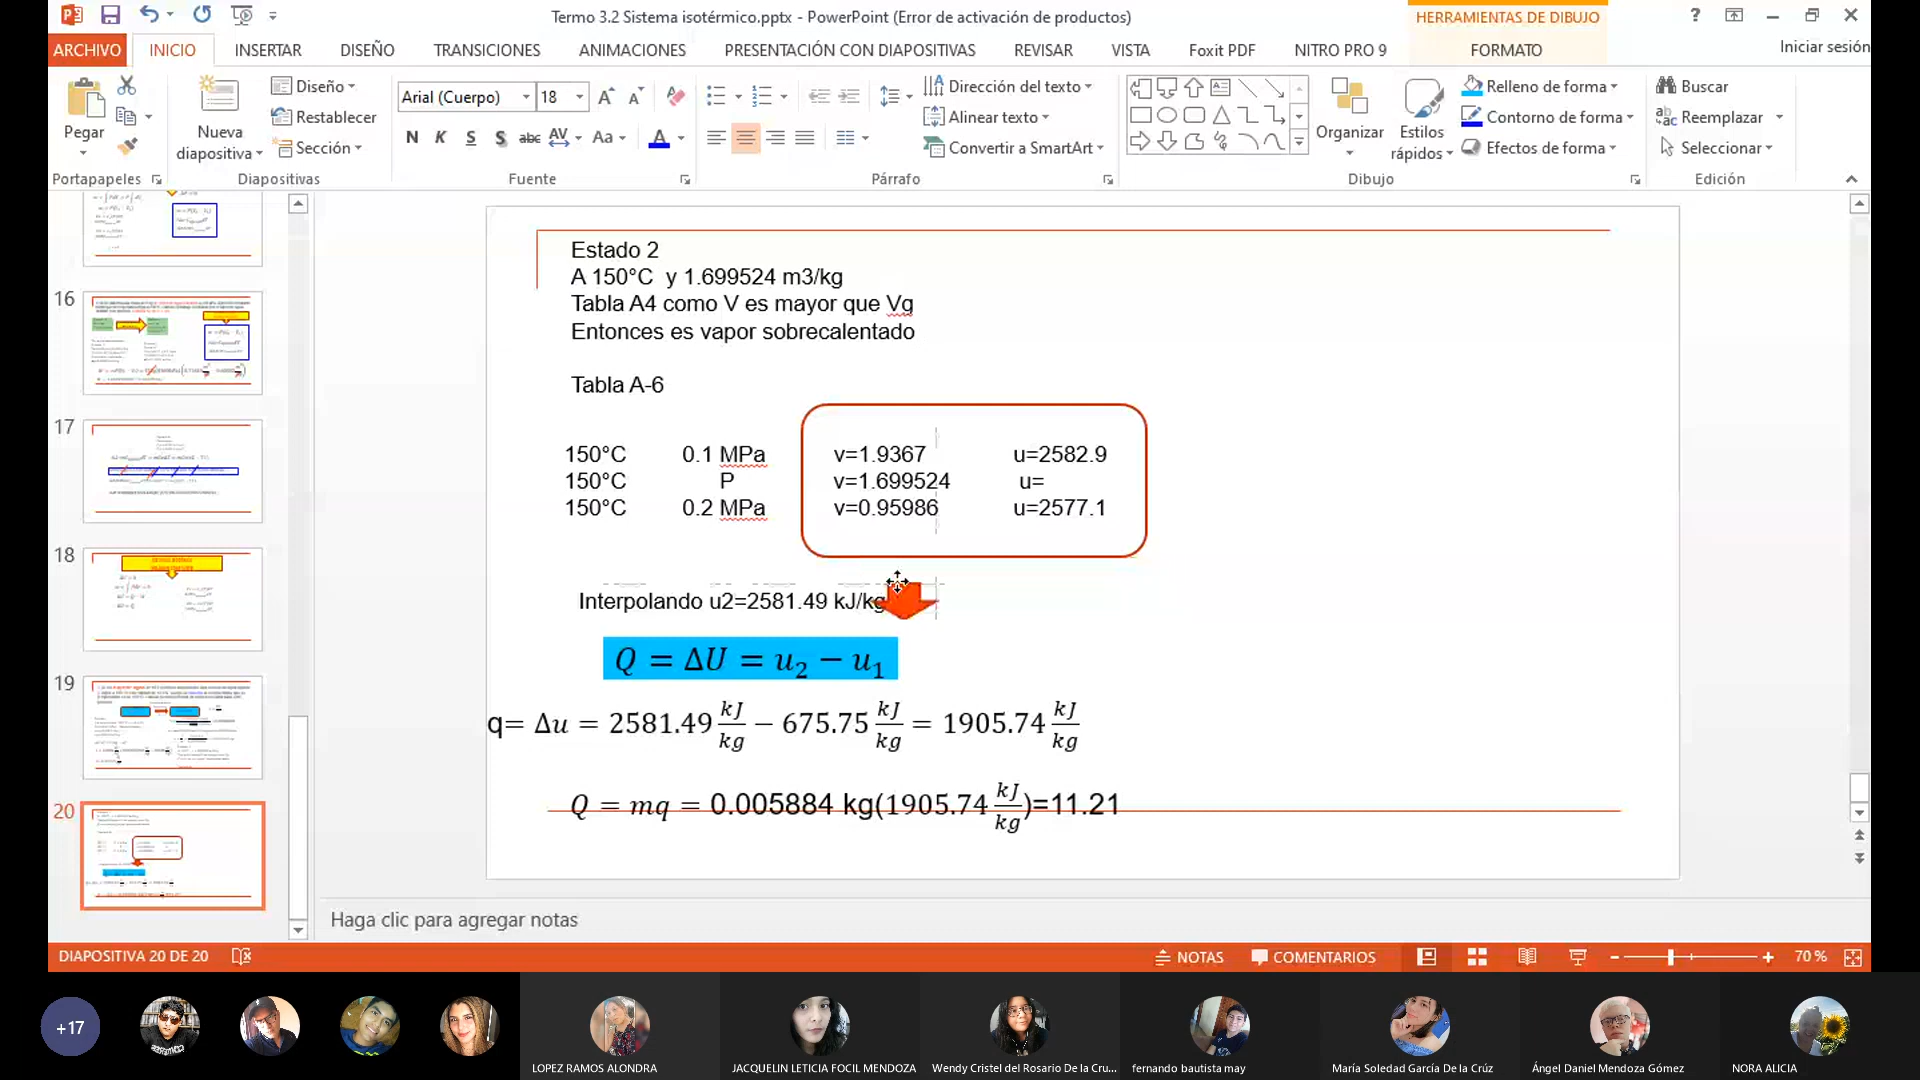 Termo 3.2 Sistema isotérmico.pptx - PowerPoint (Error de activación de productos)
HERRAMIENTAS DE DIBUJO
?
ARCHIVO INICIO INSERTAR DISEÑO TRANSICIONES ANIMACIONES PRESENTACIÓN CON DIAPOSITIVAS REVISAR VISTA Foxit PDF NITRO PRO 9 FORMATO Iniciar sesión
Pegar
Nueva diapositiva
Diseño
Restablecer
Sección
Arial (Cuerpo) 18
N K S S abc AV Aa A
Dirección del texto
Alinear texto
Convertir a SmartArt
Organizar
Estilos rápidos
Relleno de forma
Contorno de forma
Efectos de forma
Buscar
Reemplazar
Seleccionar
Portapapeles Diapositivas Fuente Párrafo Dibujo Edición
16
17
18
19
20
Estado 2
A 150°C y 1.699524 m3/kg
Tabla A4 como V es mayor que Vg
Entonces es vapor sobrecalentado
Tabla A-6
150°C 0.1 MPa v=1.9367 u=2582.9
150°C P v=1.699524 u=
150°C 0.2 MPa v=0.95986 u=2577.1
Interpolando u2=2581.49 kJ/kg
Q = ΔU = u₂ − u₁
q= Δu = 2581.49 kJ/kg − 675.75 kJ/kg = 1905.74 kJ/kg
Q = mq = 0.005884 kg(1905.74 kJ/kg)=11.21
Haga clic para agregar notas
DIAPOSITIVA 20 DE 20 NOTAS COMENTARIOS 70 %
+17
LOPEZ RAMOS ALONDRA
JACQUELIN LETICIA FOCIL MENDOZA
Wendy Cristel del Rosario De la Cru...
fernando bautista may
María Soledad García De la Crúz
Ángel Daniel Mendoza Gómez
NORA ALICIA